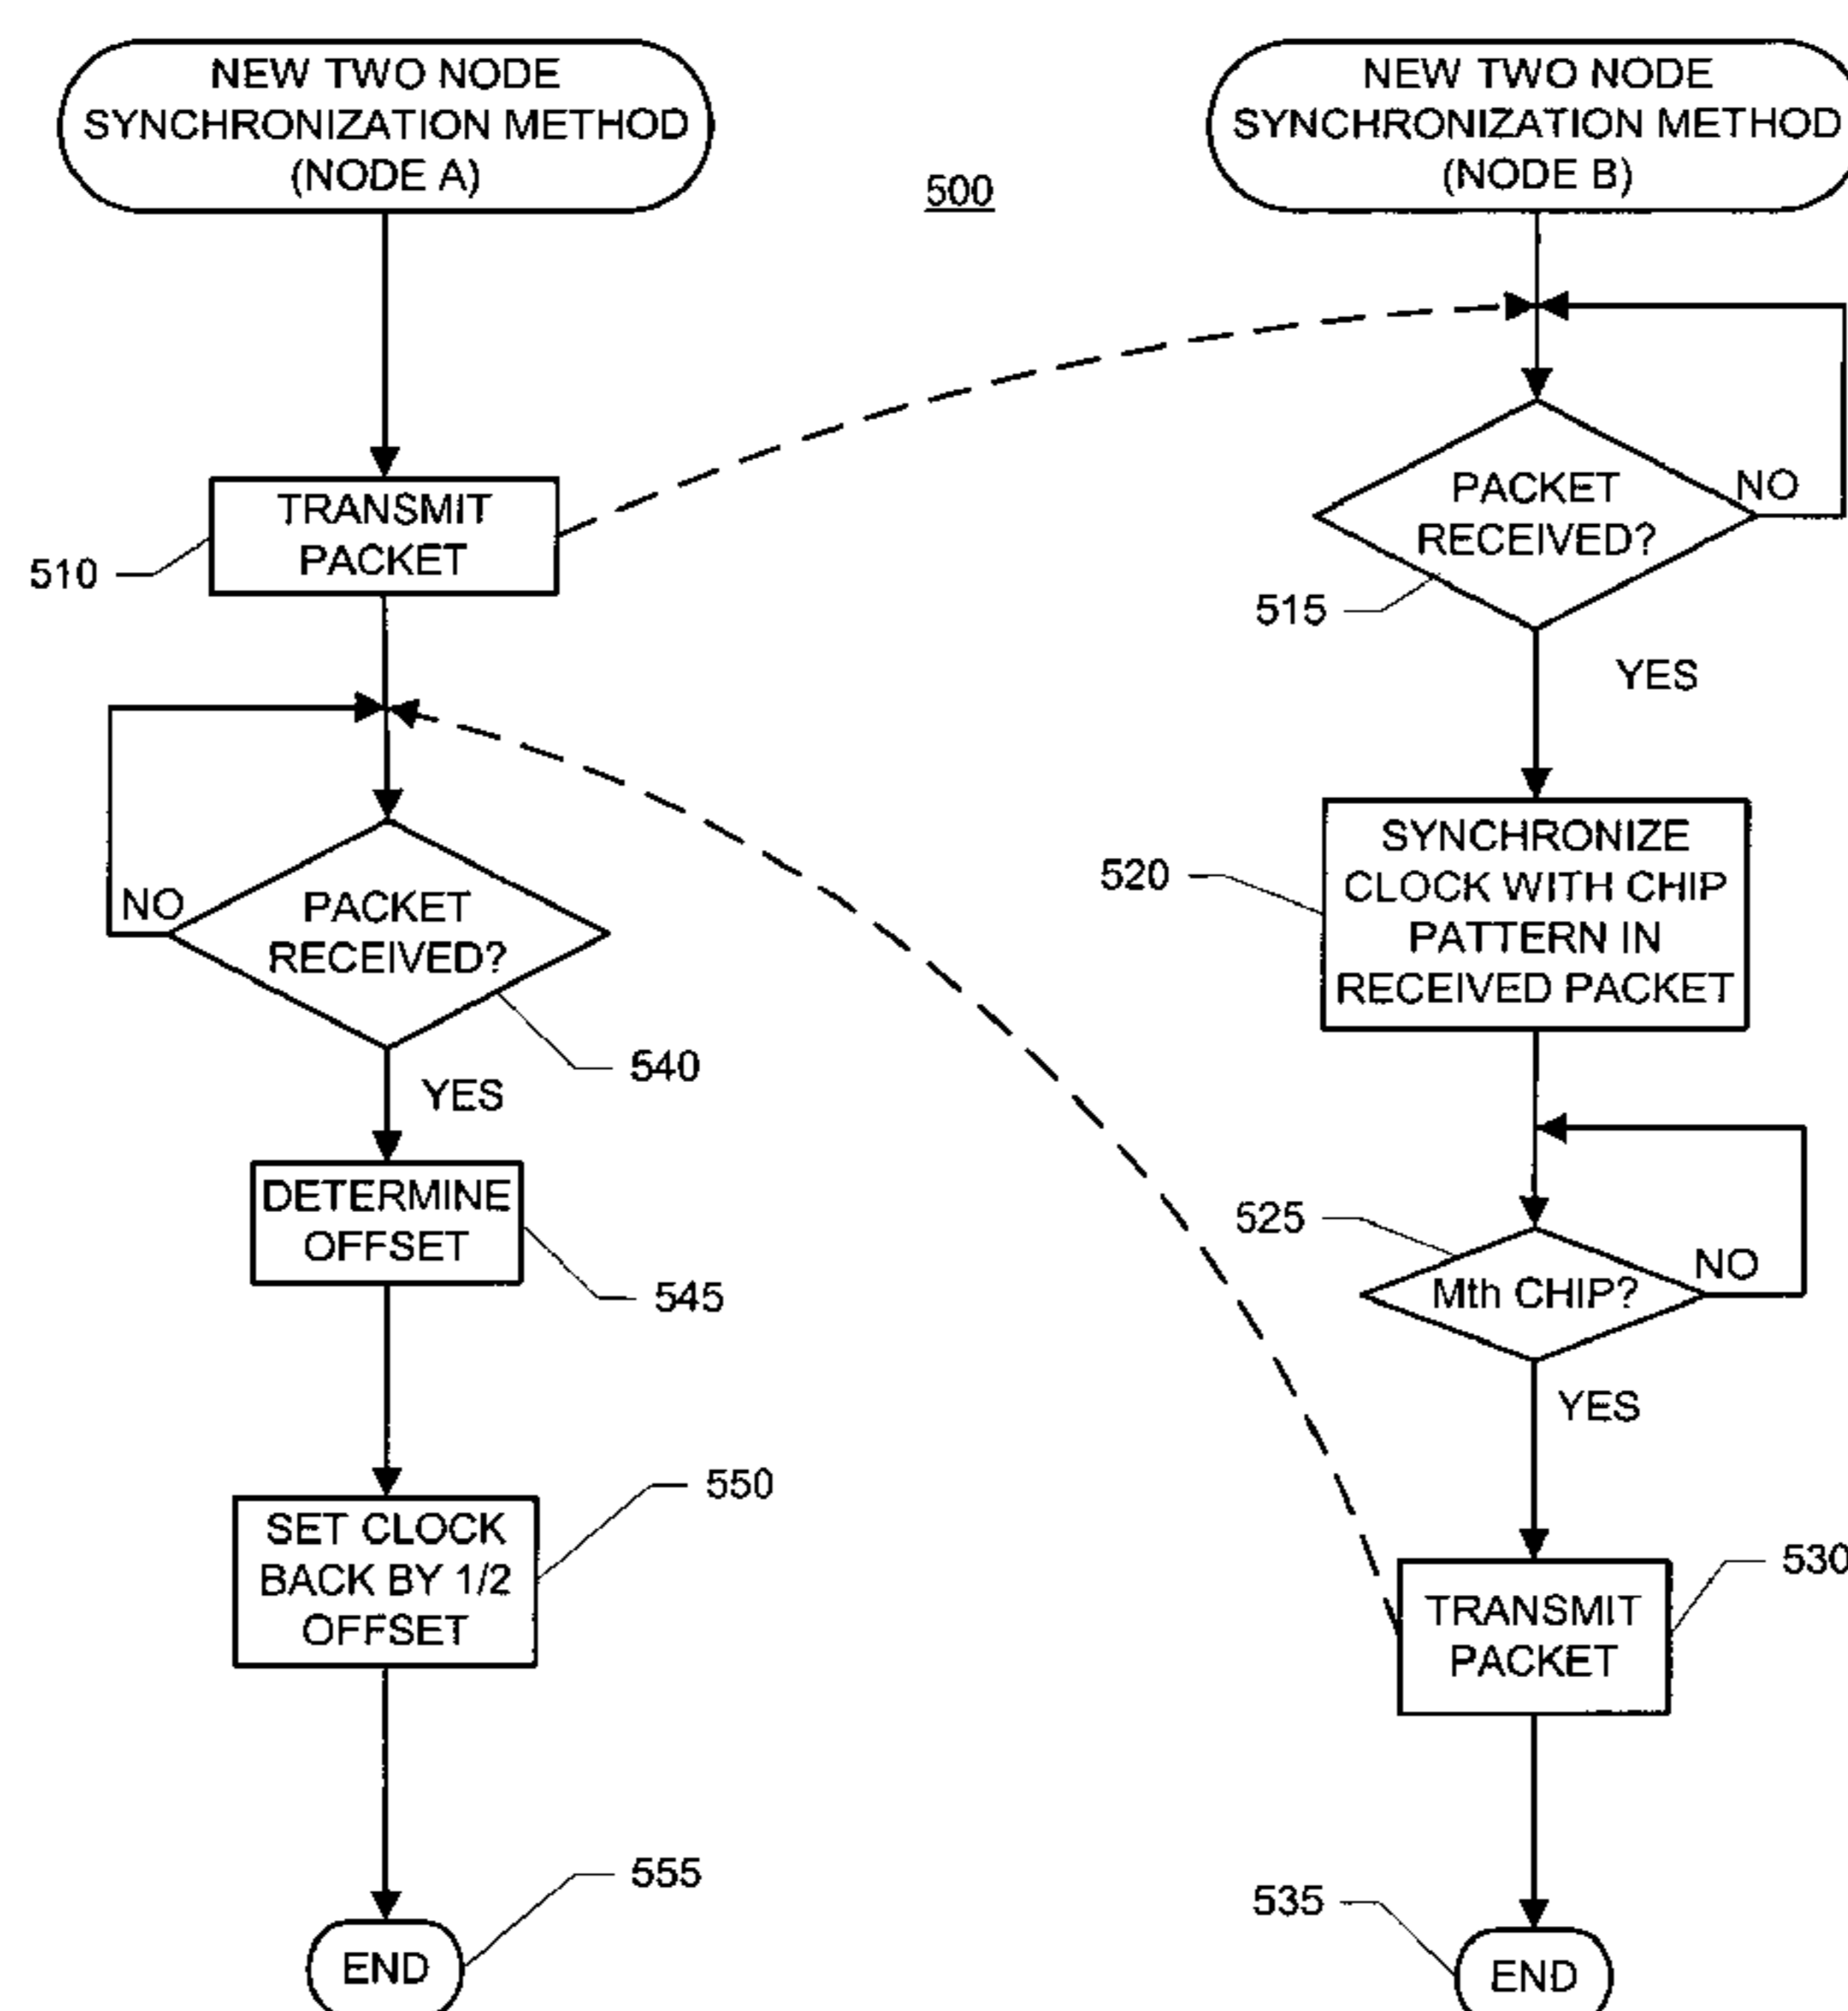 NEW TWO NODE
SYNCHRONIZATION METHOD
(NODE A)
500
NEW TWO NODE
SYNCHRONIZATION METHOD
(NODE B)
TRANSMIT
PACKET
510
PACKET
RECEIVED?
NO
515
YES
SYNCHRONIZE
CLOCK WITH CHIP
PATTERN IN
RECEIVED PACKET
520
NO
PACKET
RECEIVED?
540
YES
DETERMINE
OFFSET
545
525
Mth CHIP?
NO
YES
SET CLOCK
BACK BY 1/2
OFFSET
550
TRANSMIT
PACKET
530
555
END
535
END